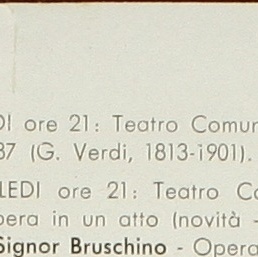 DI ore 21: Teatro Comun
37 (G. Verdi, 1813-1901).
LEDI ore 21: Teatro Co
pera in un atto (novità -
Signor Bruschino - Opera